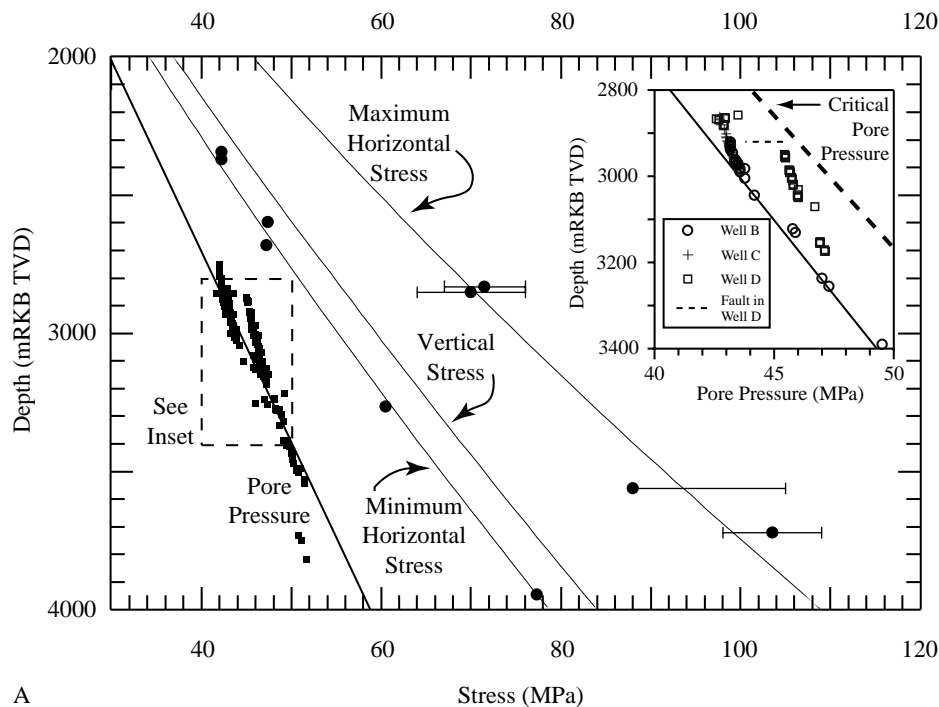 40 60 80 100 120
2000
3000
4000
Depth (mRKB TVD)
Maximum
Horizontal
Stress
Vertical
Stress
See
Inset
Pore
Pressure
Minimum
Horizontal
Stress
2800
3000
3200
3400
Depth (mRKB TVD)
Critical
Pore
Pressure
Well B
Well C
Well D
Fault in
Well D
40 45 50
Pore Pressure (MPa)
40 60 80 100 120
A
Stress (MPa)